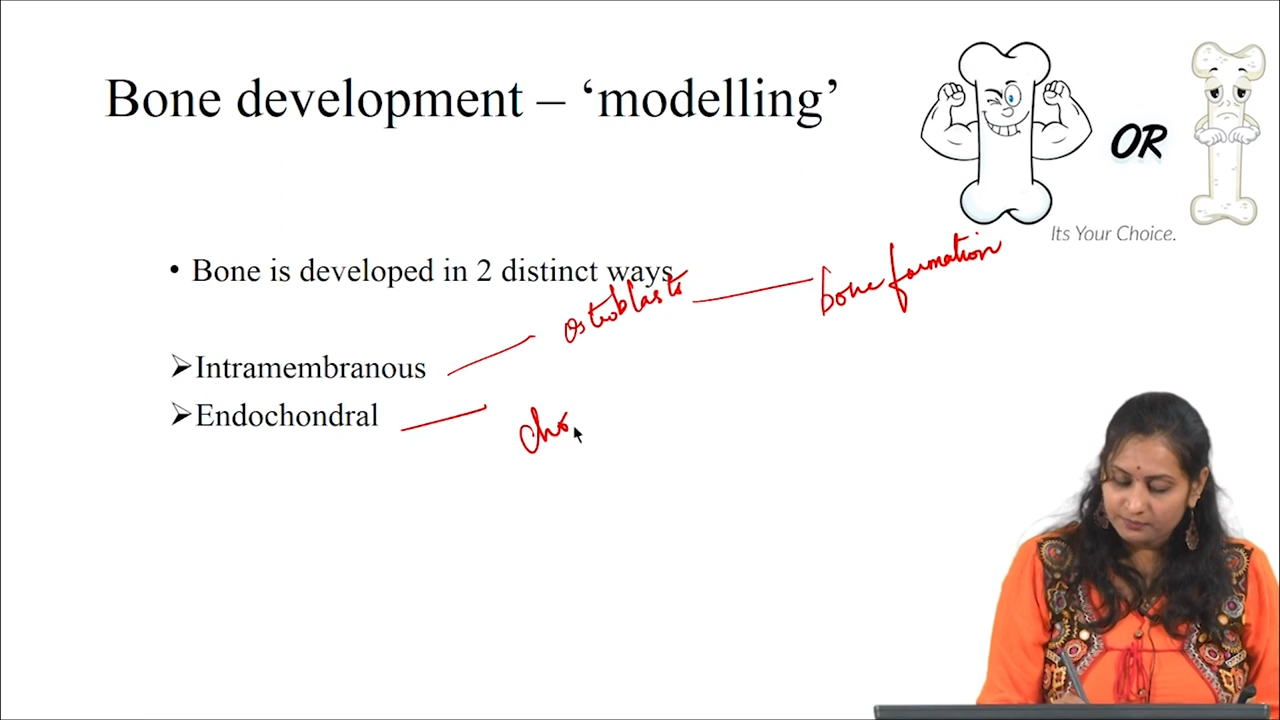 Bone development – ‘modelling’
OR
Its Your Choice.
• Bone is developed in 2 distinct ways
osteoblasts — bone formation
➢Intramembranous
➢Endochondral
cho